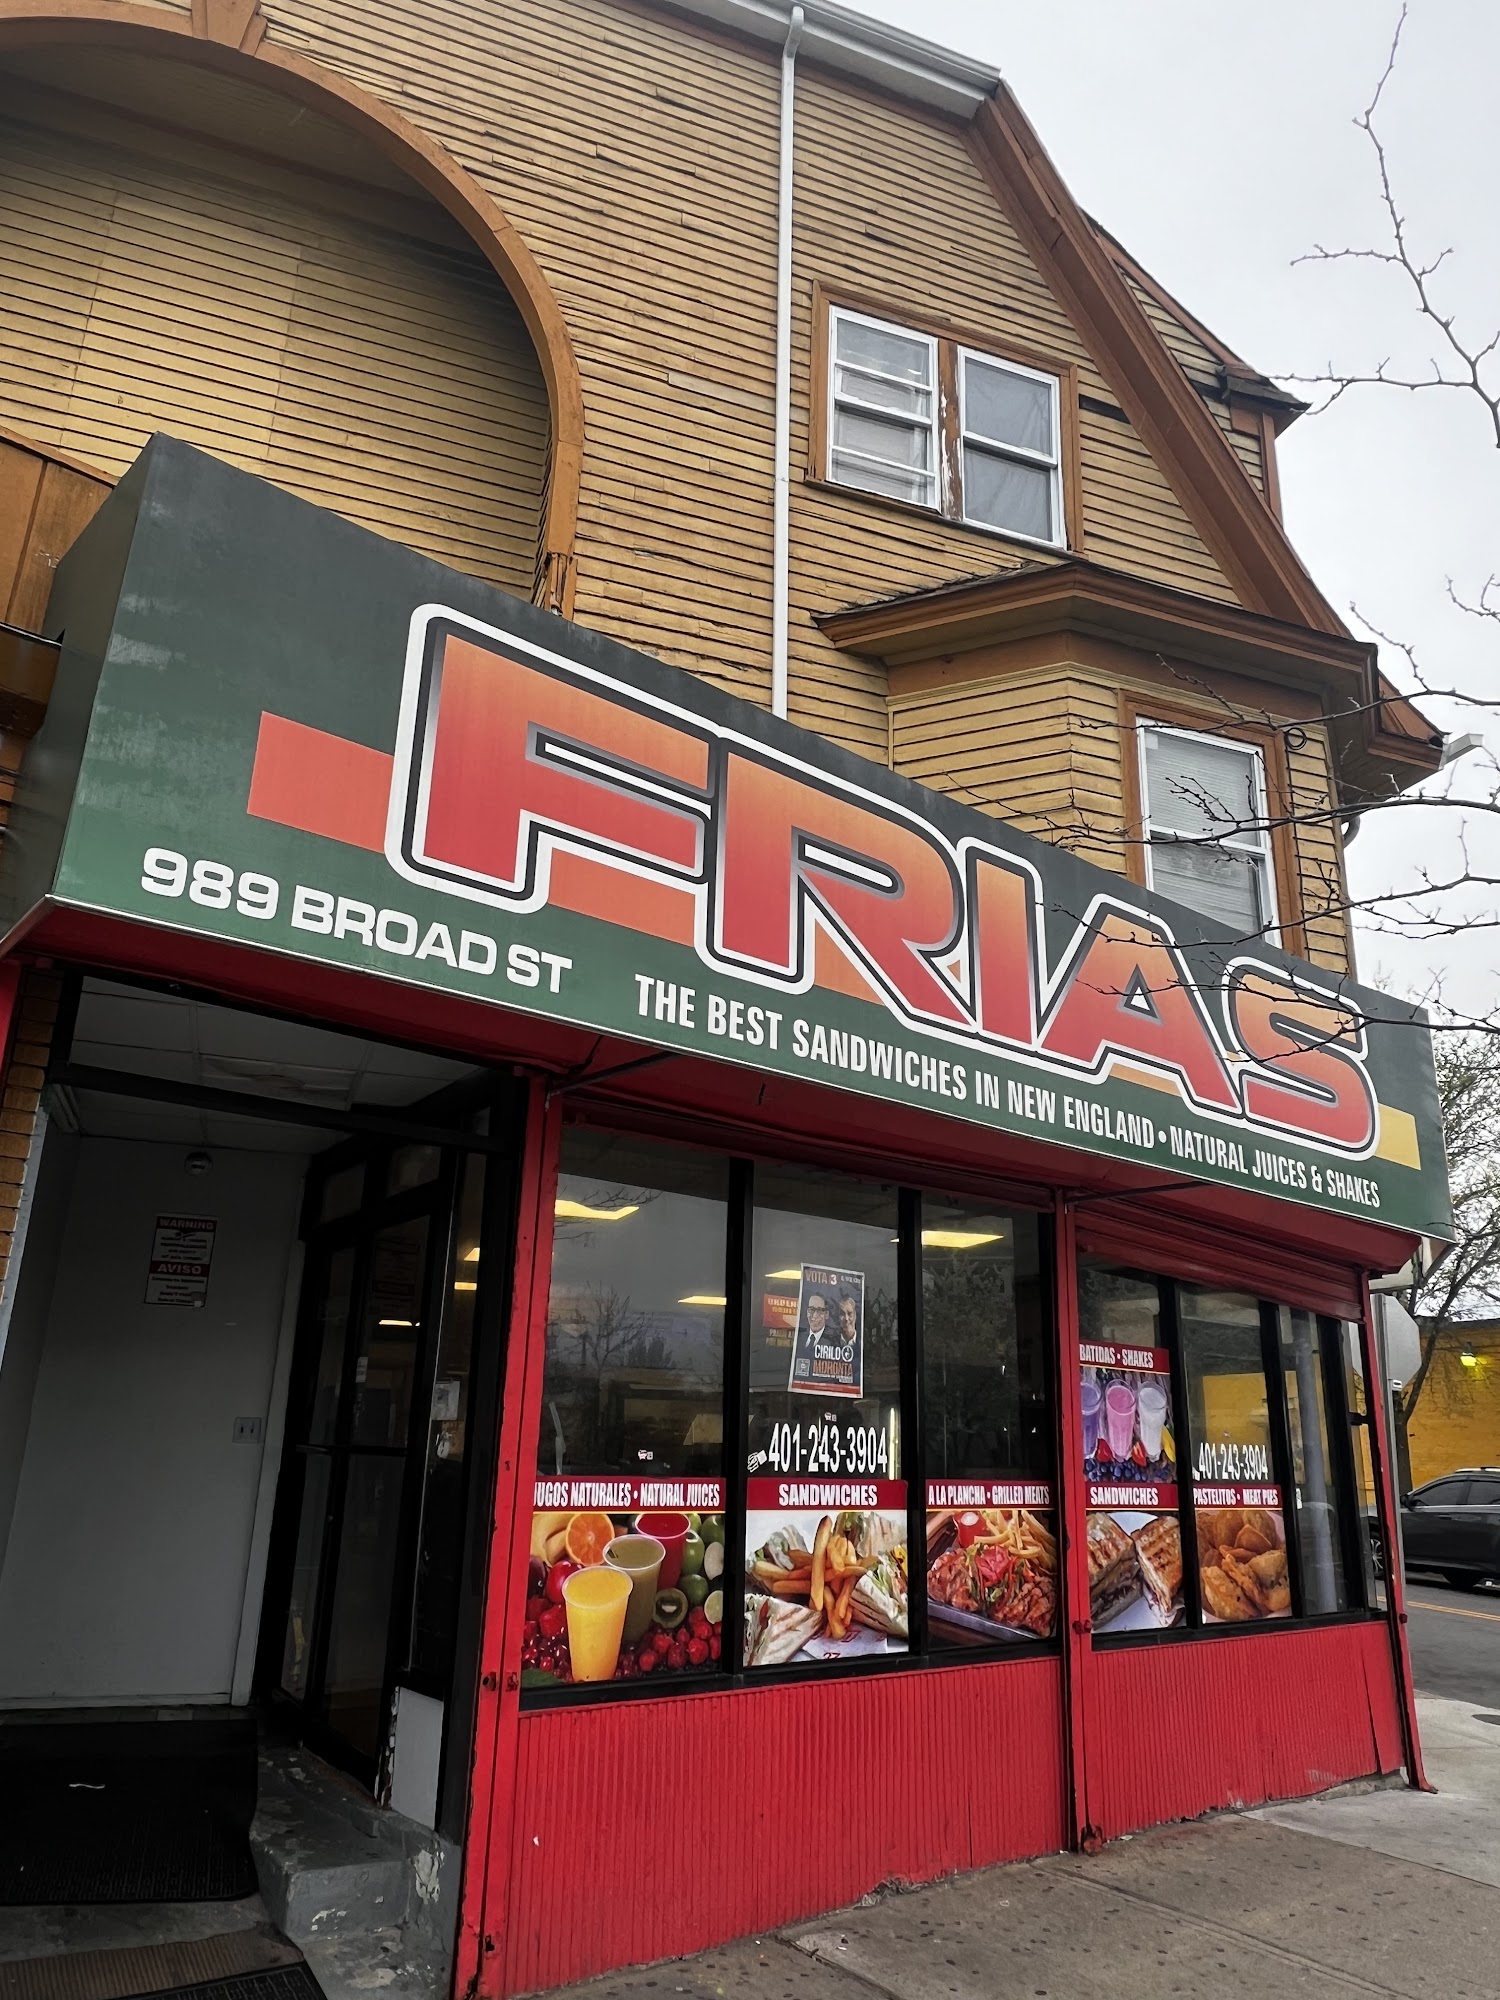 FRIAS
989 BROAD ST
THE BEST SANDWICHES IN NEW ENGLAND • NATURAL JUICES & SHAKES
WARNING
AVISO
VOTA 3
CIRILO
MORONTA
BATIDAS • SHAKES
401-243-3904
401-243-3904
JUGOS NATURALES • NATURAL JUICES
SANDWICHES
A LA PLANCHA • GRILLED MEATS
SANDWICHES
PASTELITOS • MEAT PIES